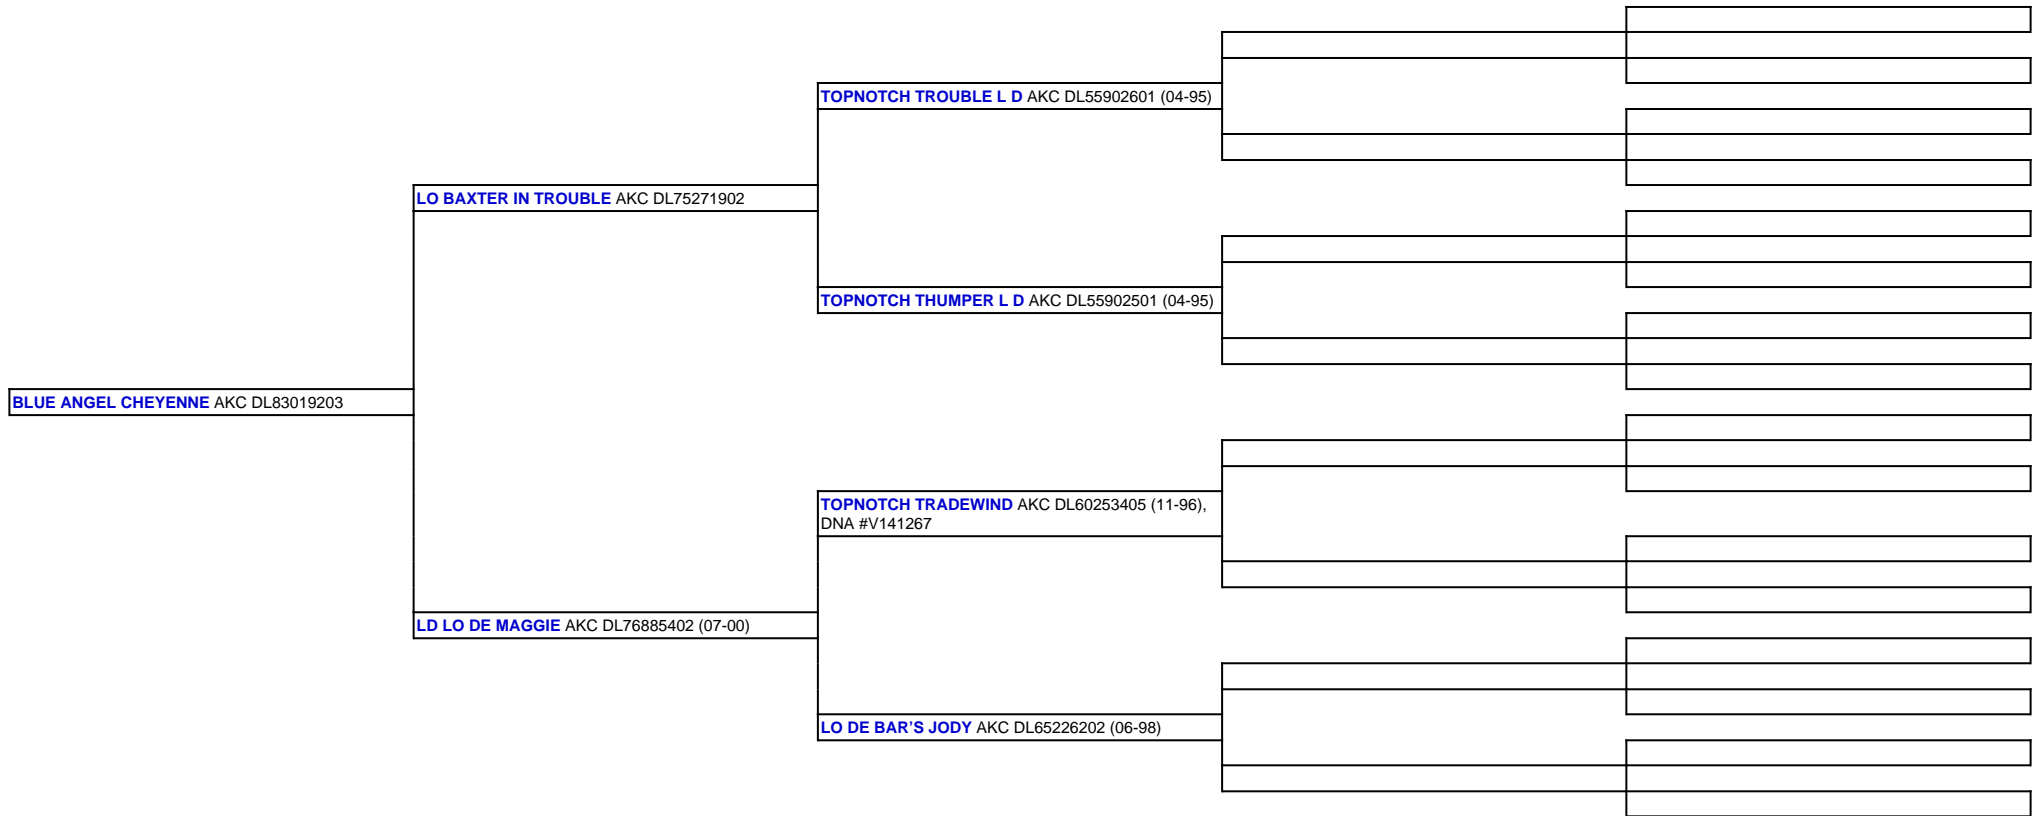 TOPNOTCH TROUBLE L D AKC DL55902601 (04-95)
LO BAXTER IN TROUBLE AKC DL75271902
TOPNOTCH THUMPER L D AKC DL55902501 (04-95)
BLUE ANGEL CHEYENNE AKC DL83019203
TOPNOTCH TRADEWIND AKC DL60253405 (11-96),
DNA #V141267
LD LO DE MAGGIE AKC DL76885402 (07-00)
LO DE BAR’S JODY AKC DL65226202 (06-98)